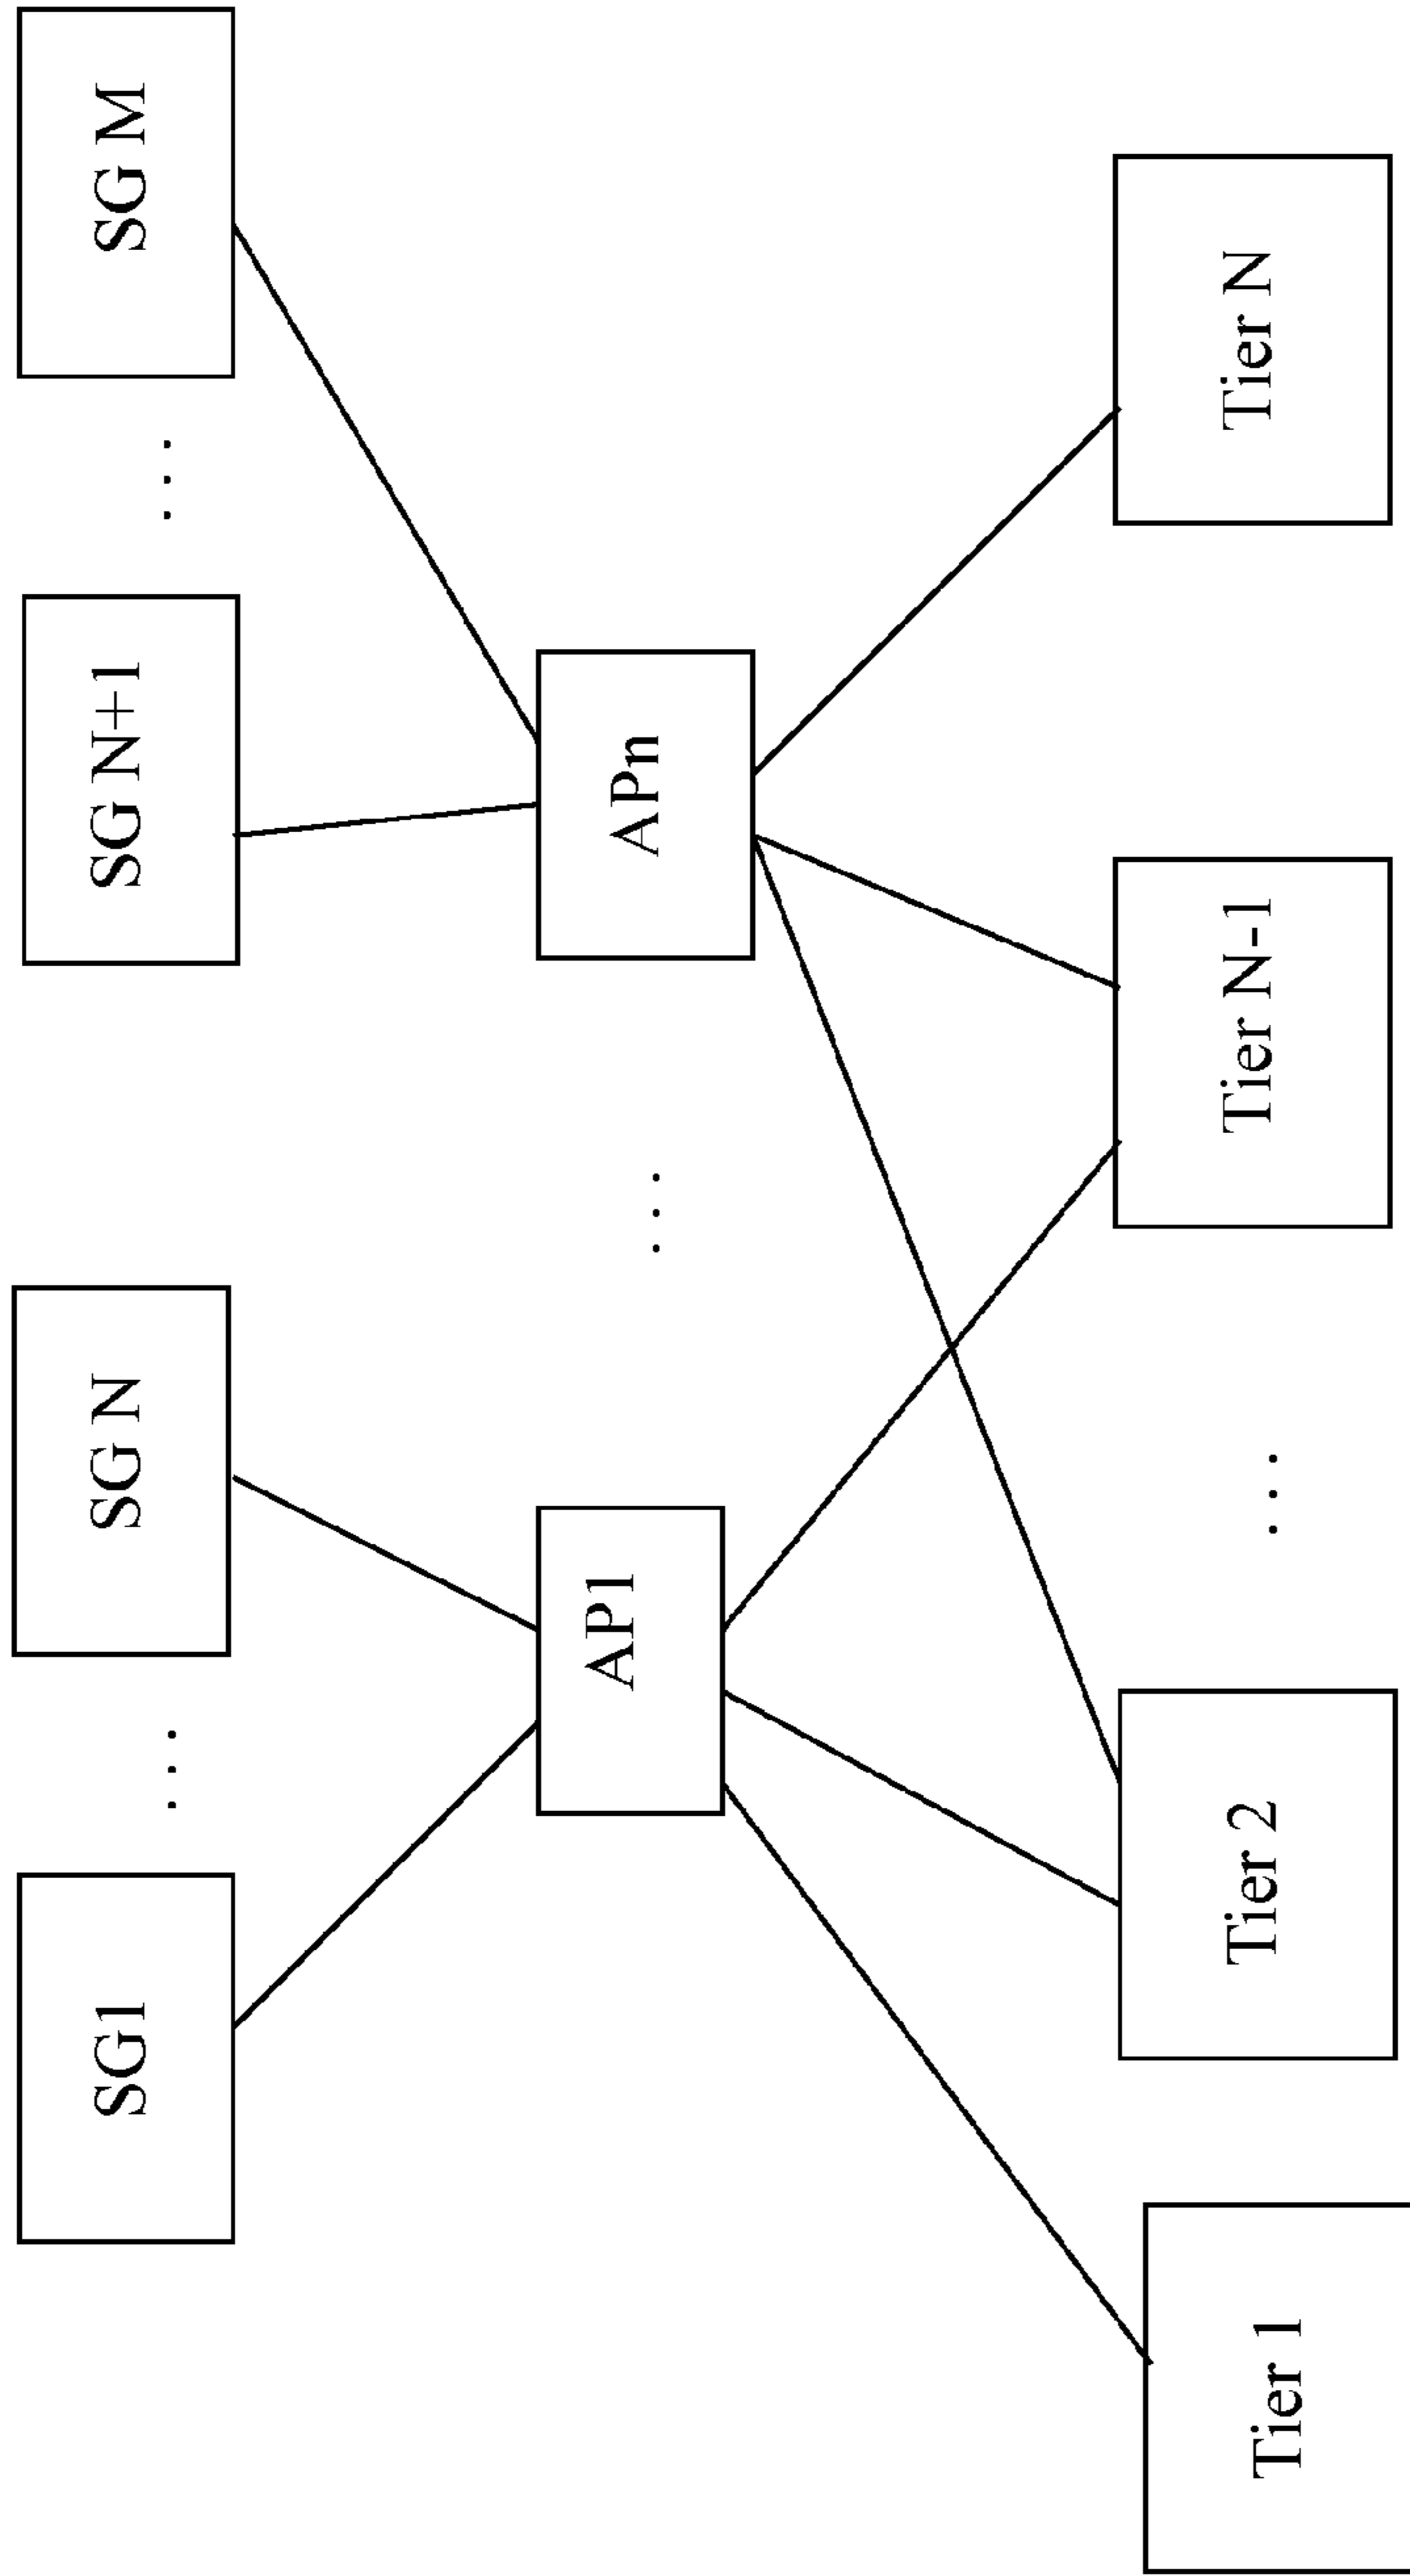 SG1
...
SG N
SG N+1
...
SG M
AP1
...
APn
Tier 1
Tier 2
...
Tier N-1
Tier N